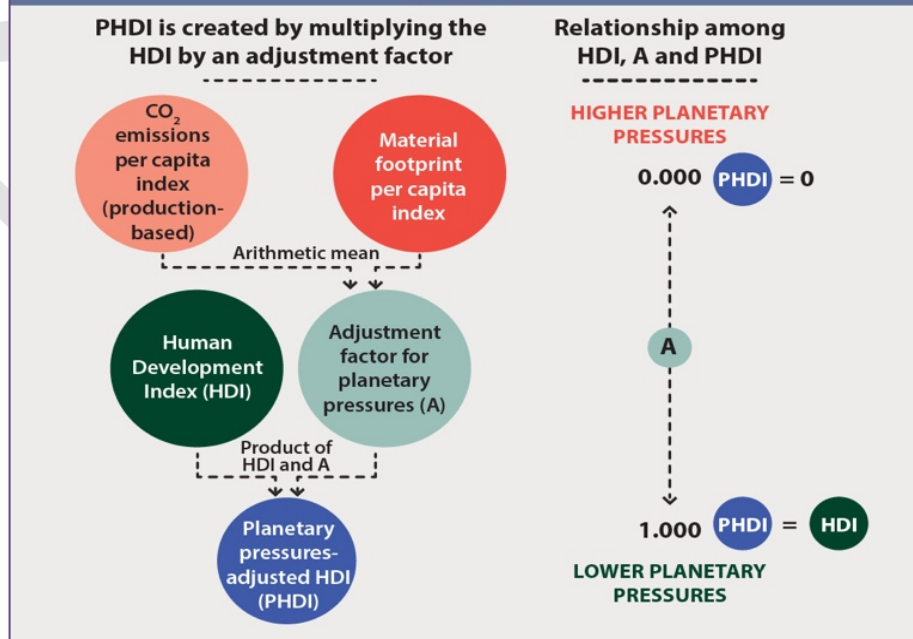 PHDI is created by multiplying the
HDI by an adjustment factor
CO₂
emissions
per capita
index
(production-
based)
Material
footprint
per capita
index
Arithmetic mean
Human
Development
Index (HDI)
Adjustment
factor for
planetary
pressures (A)
Product of
HDI and A
Planetary
pressures-
adjusted HDI
(PHDI)
Relationship among
HDI, A and PHDI
HIGHER PLANETARY
PRESSURES
0.000 PHDI = 0
A
1.000 PHDI = HDI
LOWER PLANETARY
PRESSURES